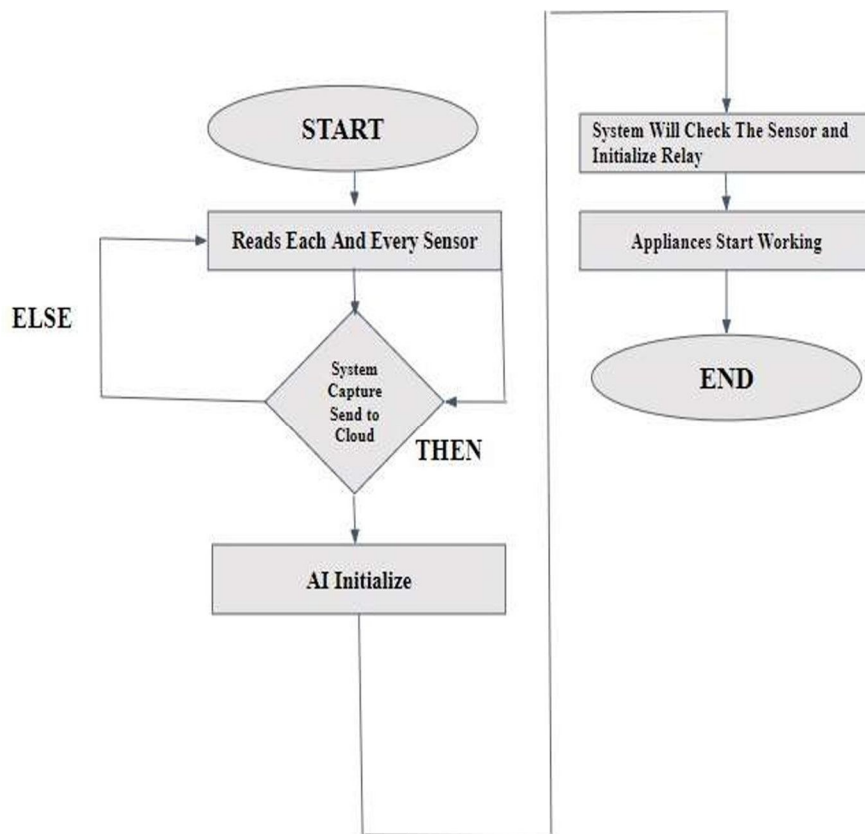 START
Reads Each And Every Sensor
ELSE
System
Capture
Send to
Cloud
THEN
AI Initialize
System Will Check The Sensor and
Initialize Relay
Appliances Start Working
END